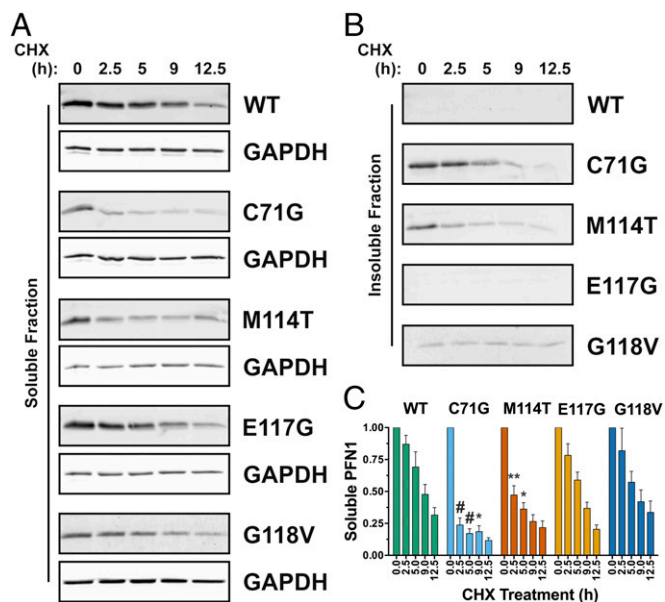 A
CHX
(h): 0 2.5 5 9 12.5
WT
GAPDH
C71G
GAPDH
M114T
GAPDH
E117G
GAPDH
G118V
GAPDH
Soluble Fraction
B
CHX
(h): 0 2.5 5 9 12.5
WT
C71G
M114T
E117G
G118V
Insoluble Fraction
C
WT C71G M114T E117G G118V
Soluble PFN1
1.00
0.75
0.50
0.25
0.00
# # *
** *
0.0 2.5 5.0 9.0 12.5 0.0 2.5 5.0 9.0 12.5 0.0 2.5 5.0 9.0 12.5 0.0 2.5 5.0 9.0 12.5 0.0 2.5 5.0 9.0 12.5
CHX Treatment (h)